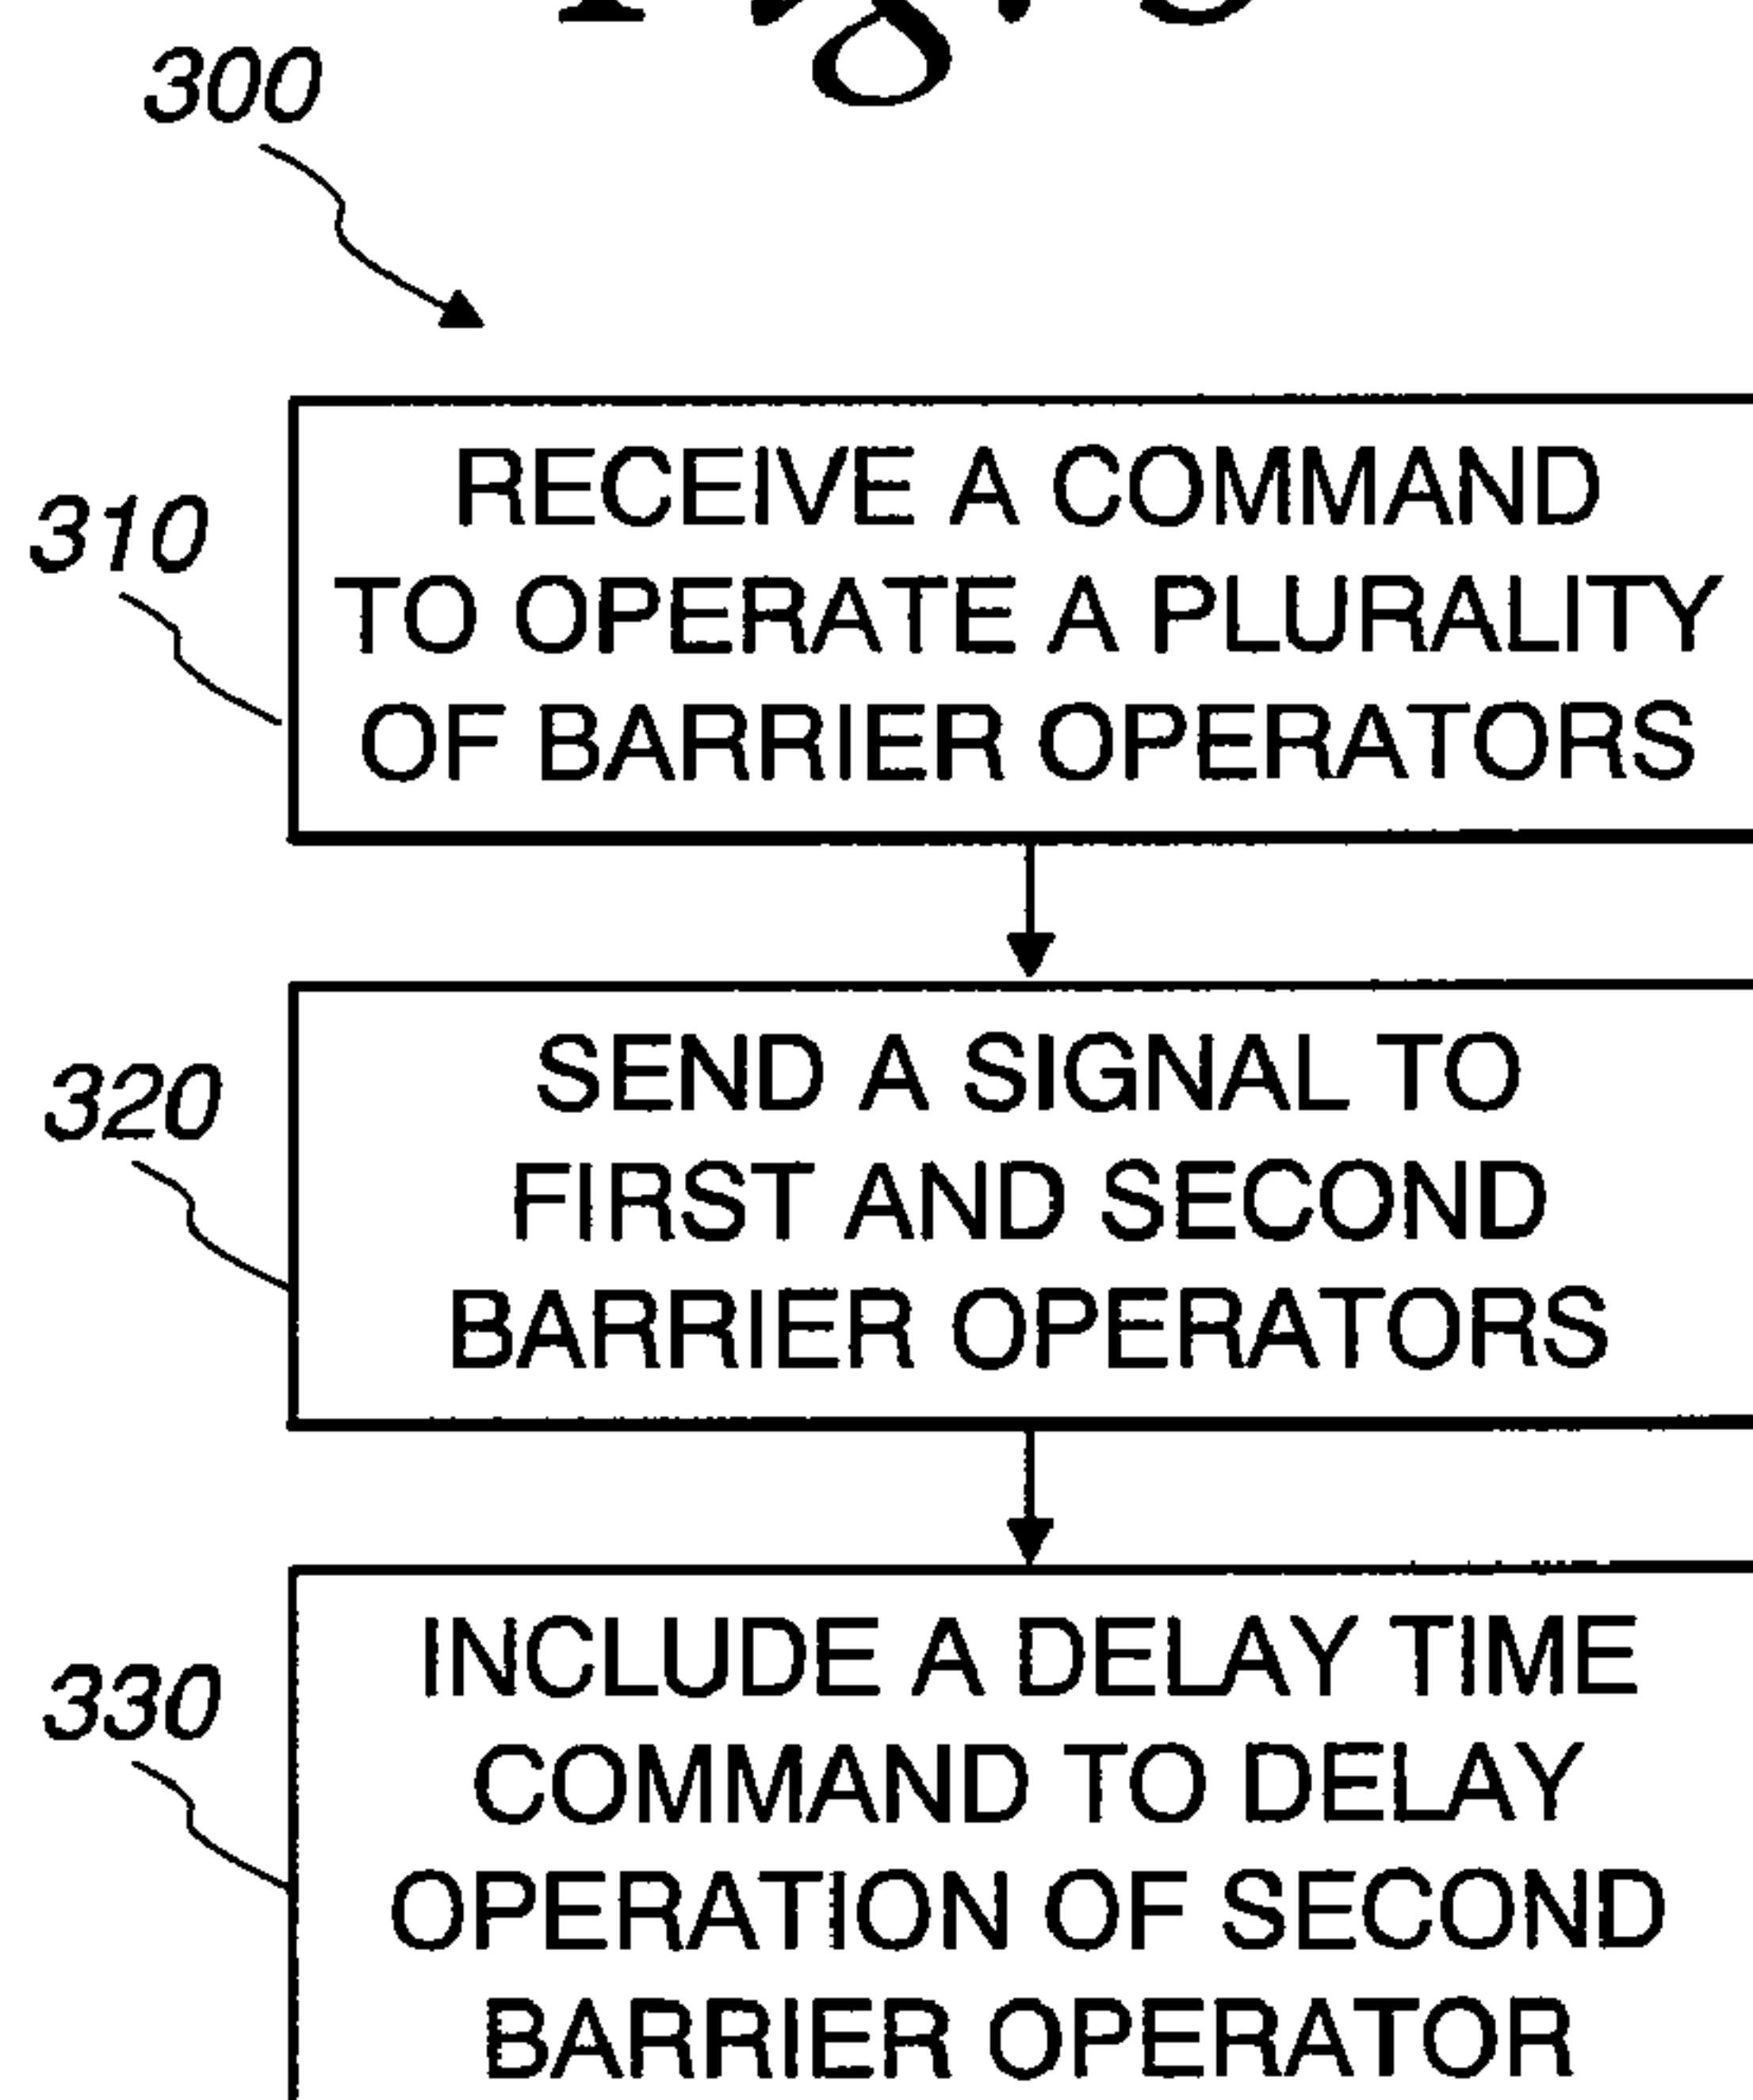 300
310
RECEIVE A COMMAND
TO OPERATE A PLURALITY
OF BARRIER OPERATORS
320
SEND A SIGNAL TO
FIRST AND SECOND
BARRIER OPERATORS
330
INCLUDE A DELAY TIME
COMMAND TO DELAY
OPERATION OF SECOND
BARRIER OPERATOR